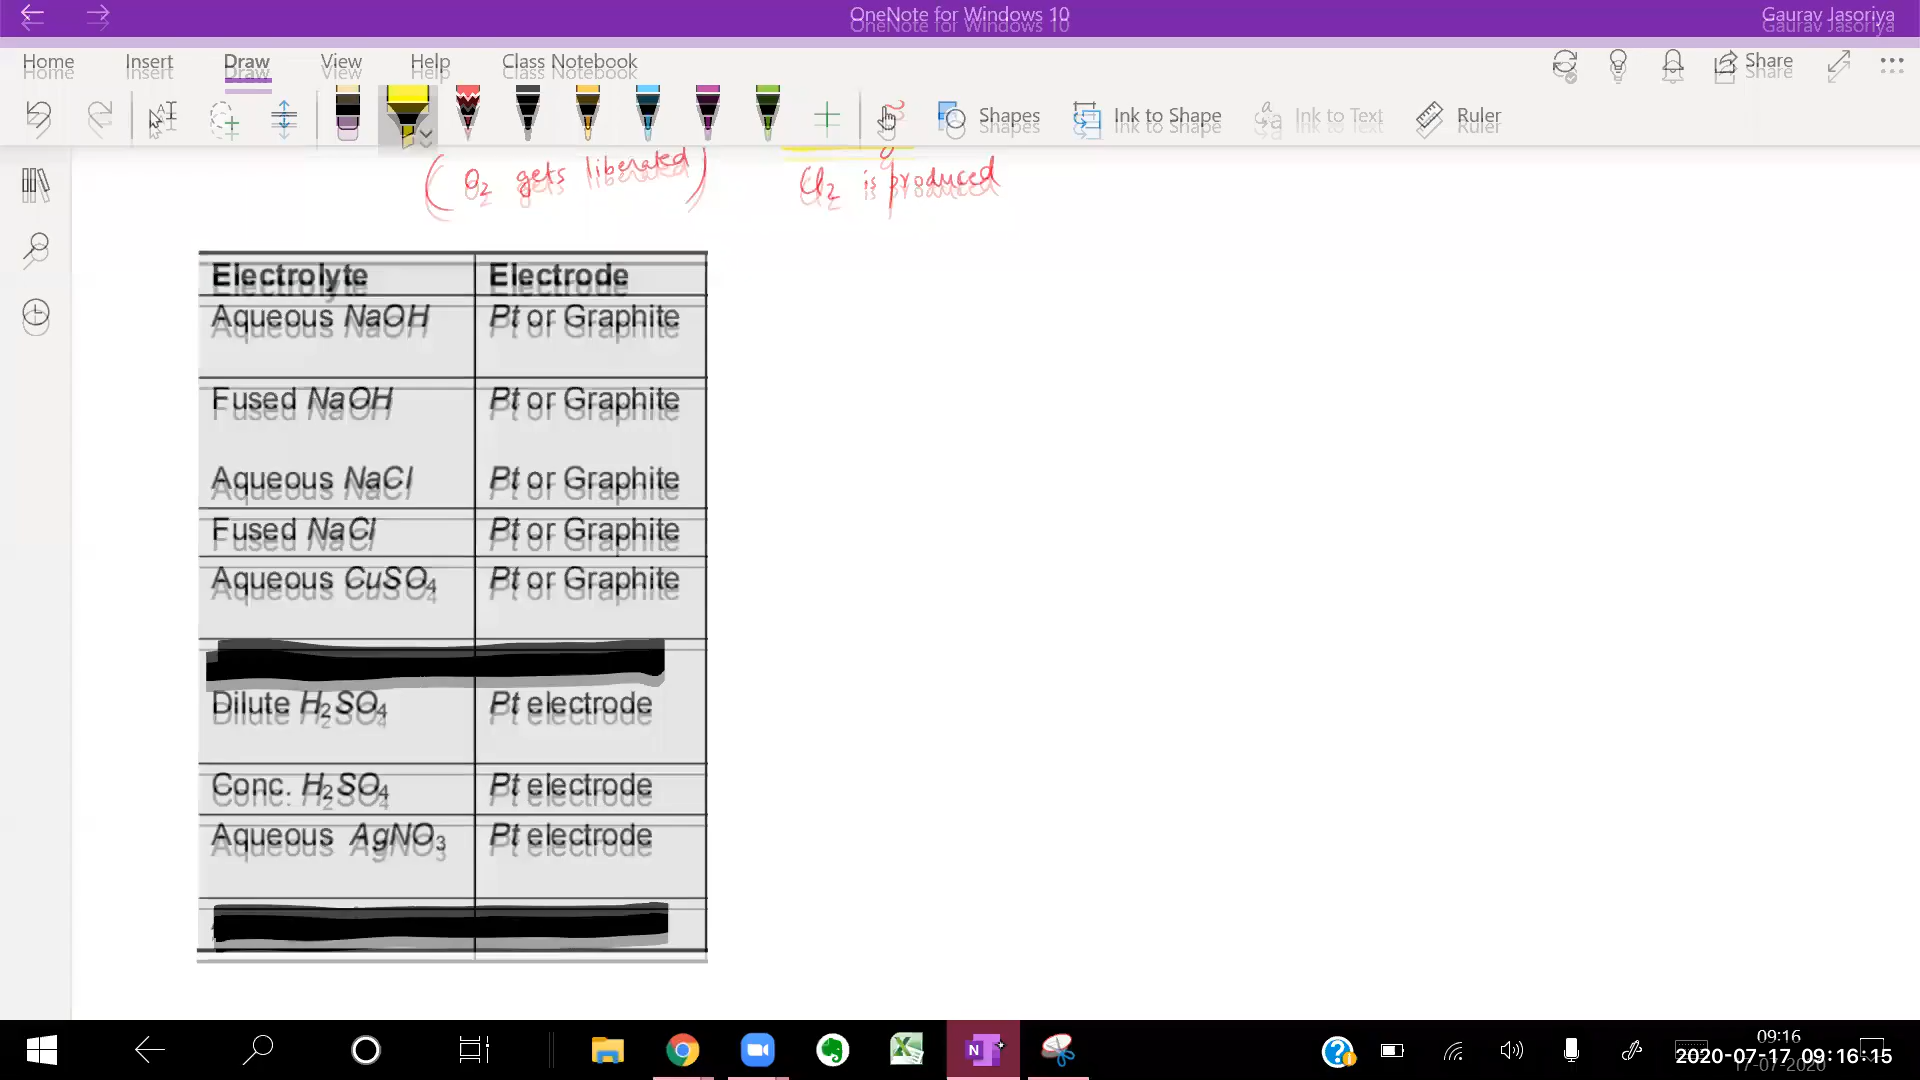 OneNote for Windows 10
Gaurav Jasoriya
Home Insert Draw View Help Class Notebook
Share
Shapes Ink to Shape Ink to Text Ruler
(O2 gets liberated) Cl2 is produced
Electrolyte Electrode
Aqueous NaOH Pt or Graphite
Fused NaOH Pt or Graphite
Aqueous NaCl Pt or Graphite
Fused NaCl Pt or Graphite
Aqueous CuSO4 Pt or Graphite
Dilute H2SO4 Pt electrode
Conc. H2SO4 Pt electrode
Aqueous AgNO3 Pt electrode
09:16
2020-07-17 09:16:15
17-07-2020